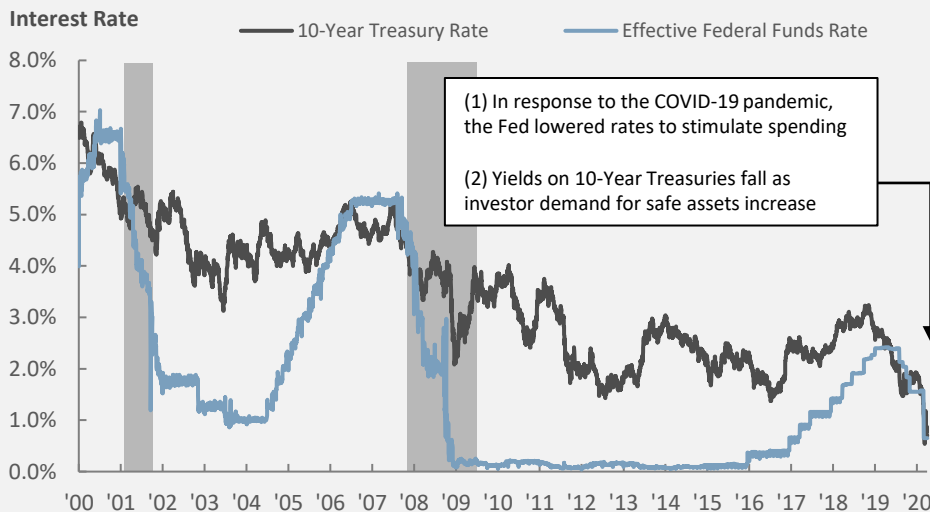 Interest Rate
10-Year Treasury Rate
Effective Federal Funds Rate
8.0%
(1) In response to the COVID-19 pandemic,
the Fed lowered rates to stimulate spending
(2) Yields on 10-Year Treasuries fall as
investor demand for safe assets increase
7.0%
6.0%
5.0%
4.0%
3.0%
2.0%
1.0%
0.0%
'00 '01 '02 '03 '04 '05 '06 '07 '08 '09 '10 '11 '12 '13 '14 '15 '16 '17 '18 '19 '20